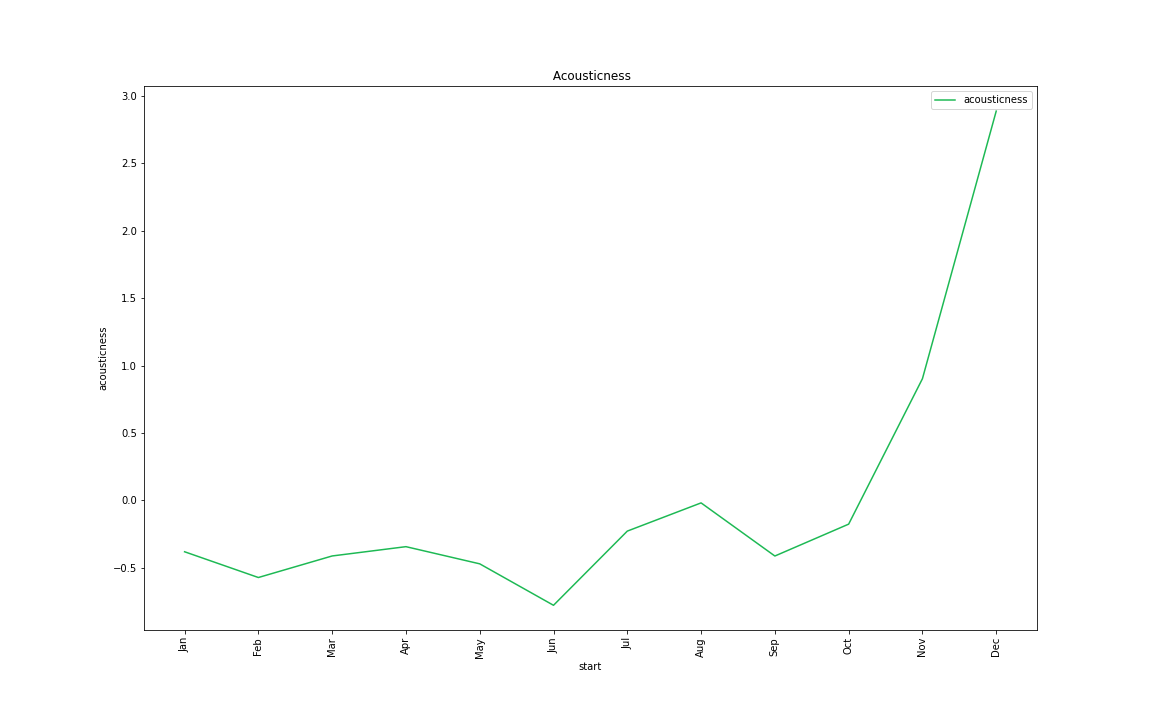 Acousticness
acousticness
3.0
2.5
2.0
1.5
1.0
0.5
0.0
−0.5
acousticness
Jan
Feb
Mar
Apr
May
Jun
Jul
Aug
Sep
Oct
Nov
Dec
start